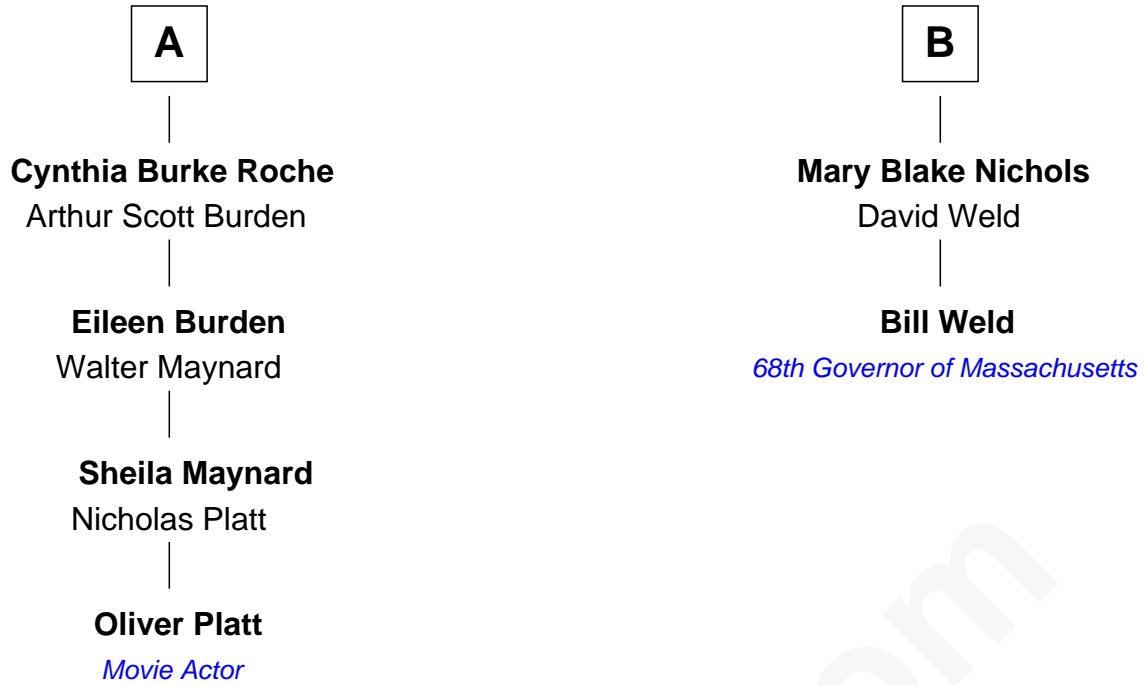 A
Cynthia Burke Roche
Arthur Scott Burden
Eileen Burden
Walter Maynard
Sheila Maynard
Nicholas Platt
Oliver Platt
Movie Actor
B
Mary Blake Nichols
David Weld
Bill Weld
68th Governor of Massachusetts
om